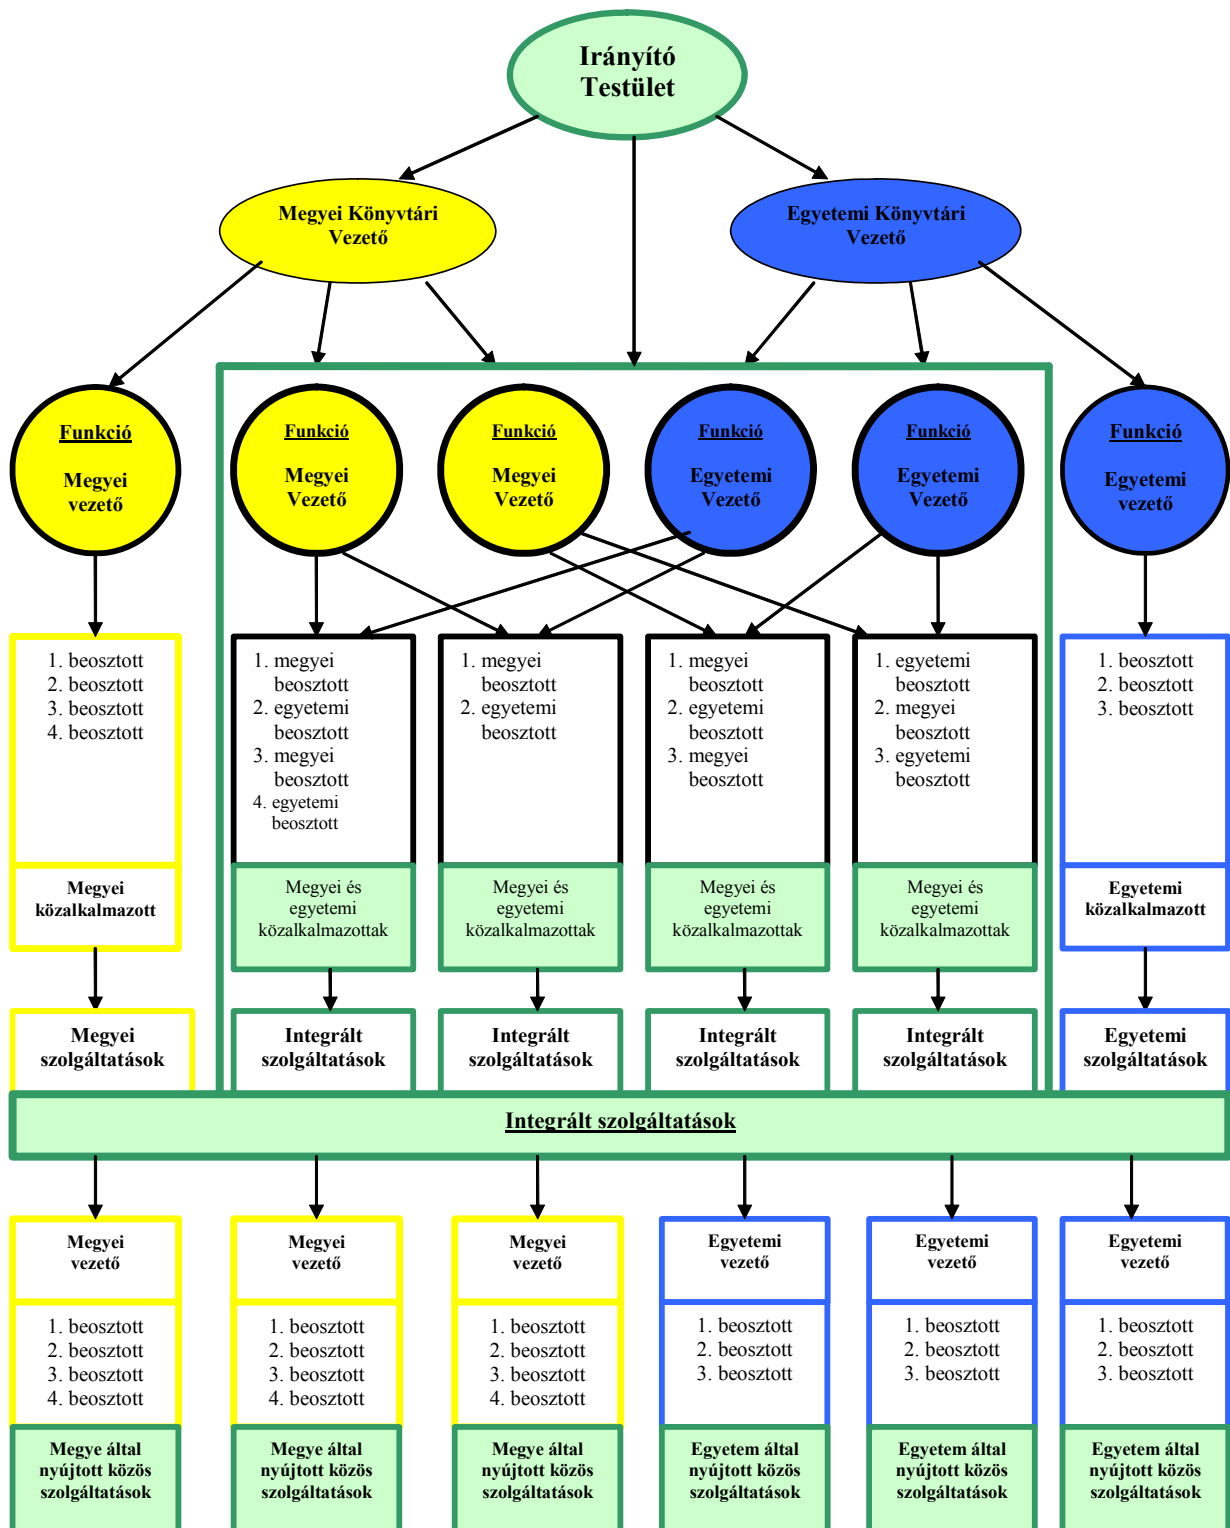 Irányító
Testület
Megyei Könyvtári
Vezető
Egyetemi Könyvtári
Vezető
Funkció
Megyei
vezető
Funkció
Megyei
Vezető
Funkció
Megyei
Vezető
Funkció
Egyetemi
Vezető
Funkció
Egyetemi
Vezető
Funkció
Egyetemi
vezető
1. beosztott
2. beosztott
3. beosztott
4. beosztott
1. megyei
beosztott
2. egyetemi
beosztott
3. megyei
beosztott
4. egyetemi
beosztott
1. megyei
beosztott
2. egyetemi
beosztott
1. megyei
beosztott
2. egyetemi
beosztott
3. megyei
beosztott
1. egyetemi
beosztott
2. megyei
beosztott
3. egyetemi
beosztott
1. beosztott
2. beosztott
3. beosztott
Megyei
közalkalmazott
Megyei és
egyetemi
közalkalmazottak
Megyei és
egyetemi
közalkalmazottak
Megyei és
egyetemi
közalkalmazottak
Megyei és
egyetemi
közalkalmazottak
Egyetemi
közalkalmazott
Megyei
szolgáltatások
Integrált
szolgáltatások
Integrált
szolgáltatások
Integrált
szolgáltatások
Integrált
szolgáltatások
Egyetemi
szolgáltatások
Integrált szolgáltatások
Megyei
vezető
Megyei
vezető
Megyei
vezető
Egyetemi
vezető
Egyetemi
vezető
Egyetemi
vezető
1. beosztott
2. beosztott
3. beosztott
4. beosztott
1. beosztott
2. beosztott
3. beosztott
4. beosztott
1. beosztott
2. beosztott
3. beosztott
4. beosztott
1. beosztott
2. beosztott
3. beosztott
1. beosztott
2. beosztott
3. beosztott
1. beosztott
2. beosztott
3. beosztott
Megye által
nyújtott közös
szolgáltatások
Megye által
nyújtott közös
szolgáltatások
Megye által
nyújtott közös
szolgáltatások
Egyetem által
nyújtott közös
szolgáltatások
Egyetem által
nyújtott közös
szolgáltatások
Egyetem által
nyújtott közös
szolgáltatások